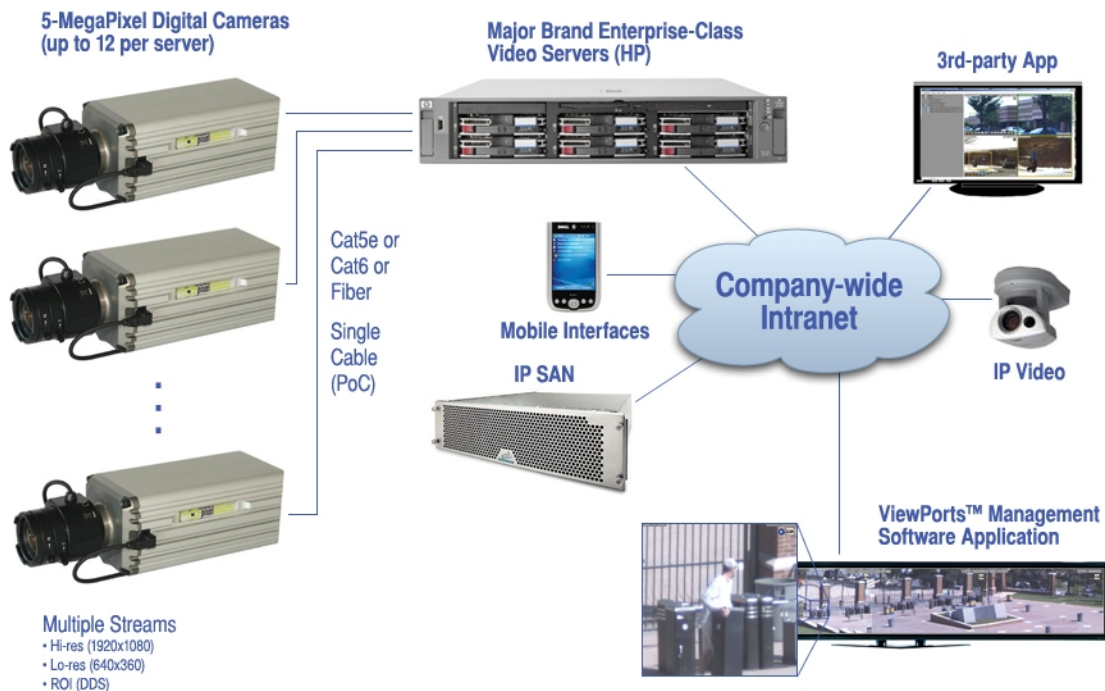 5-MegaPixel Digital Cameras
(up to 12 per server)
Major Brand Enterprise-Class
Video Servers (HP)
3rd-party App
Cat5e or
Cat6 or
Fiber
Single
Cable
(PoC)
DELL
Mobile Interfaces
Company-wide
Intranet
IP Video
IP SAN
ViewPorts™ Management
Software Application
Multiple Streams
• Hi-res (1920x1080)
• Lo-res (640x360)
• ROI (DDS)